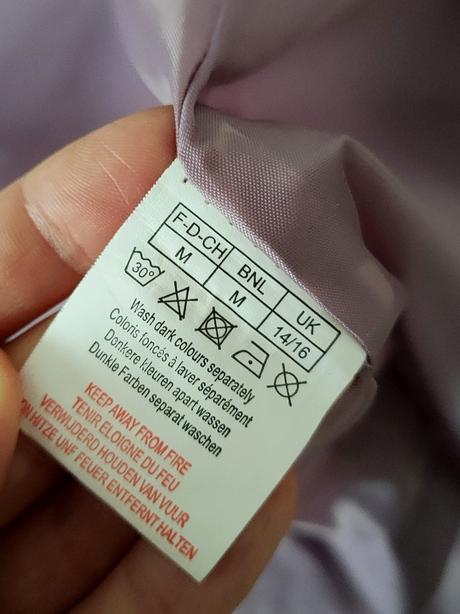 F-D-CH BNL UK
M M 14/16
30°
Wash dark colours separately
Coloris foncés à laver séparément
Donkere kleuren apart wassen
Dunkle Farben separat waschen
KEEP AWAY FROM FIRE
TENIR ELOIGNE DU FEU
VERWIJDERD HOUDEN VAN VUUR
HITZE UNF FEUER ENTFERNT HALTEN